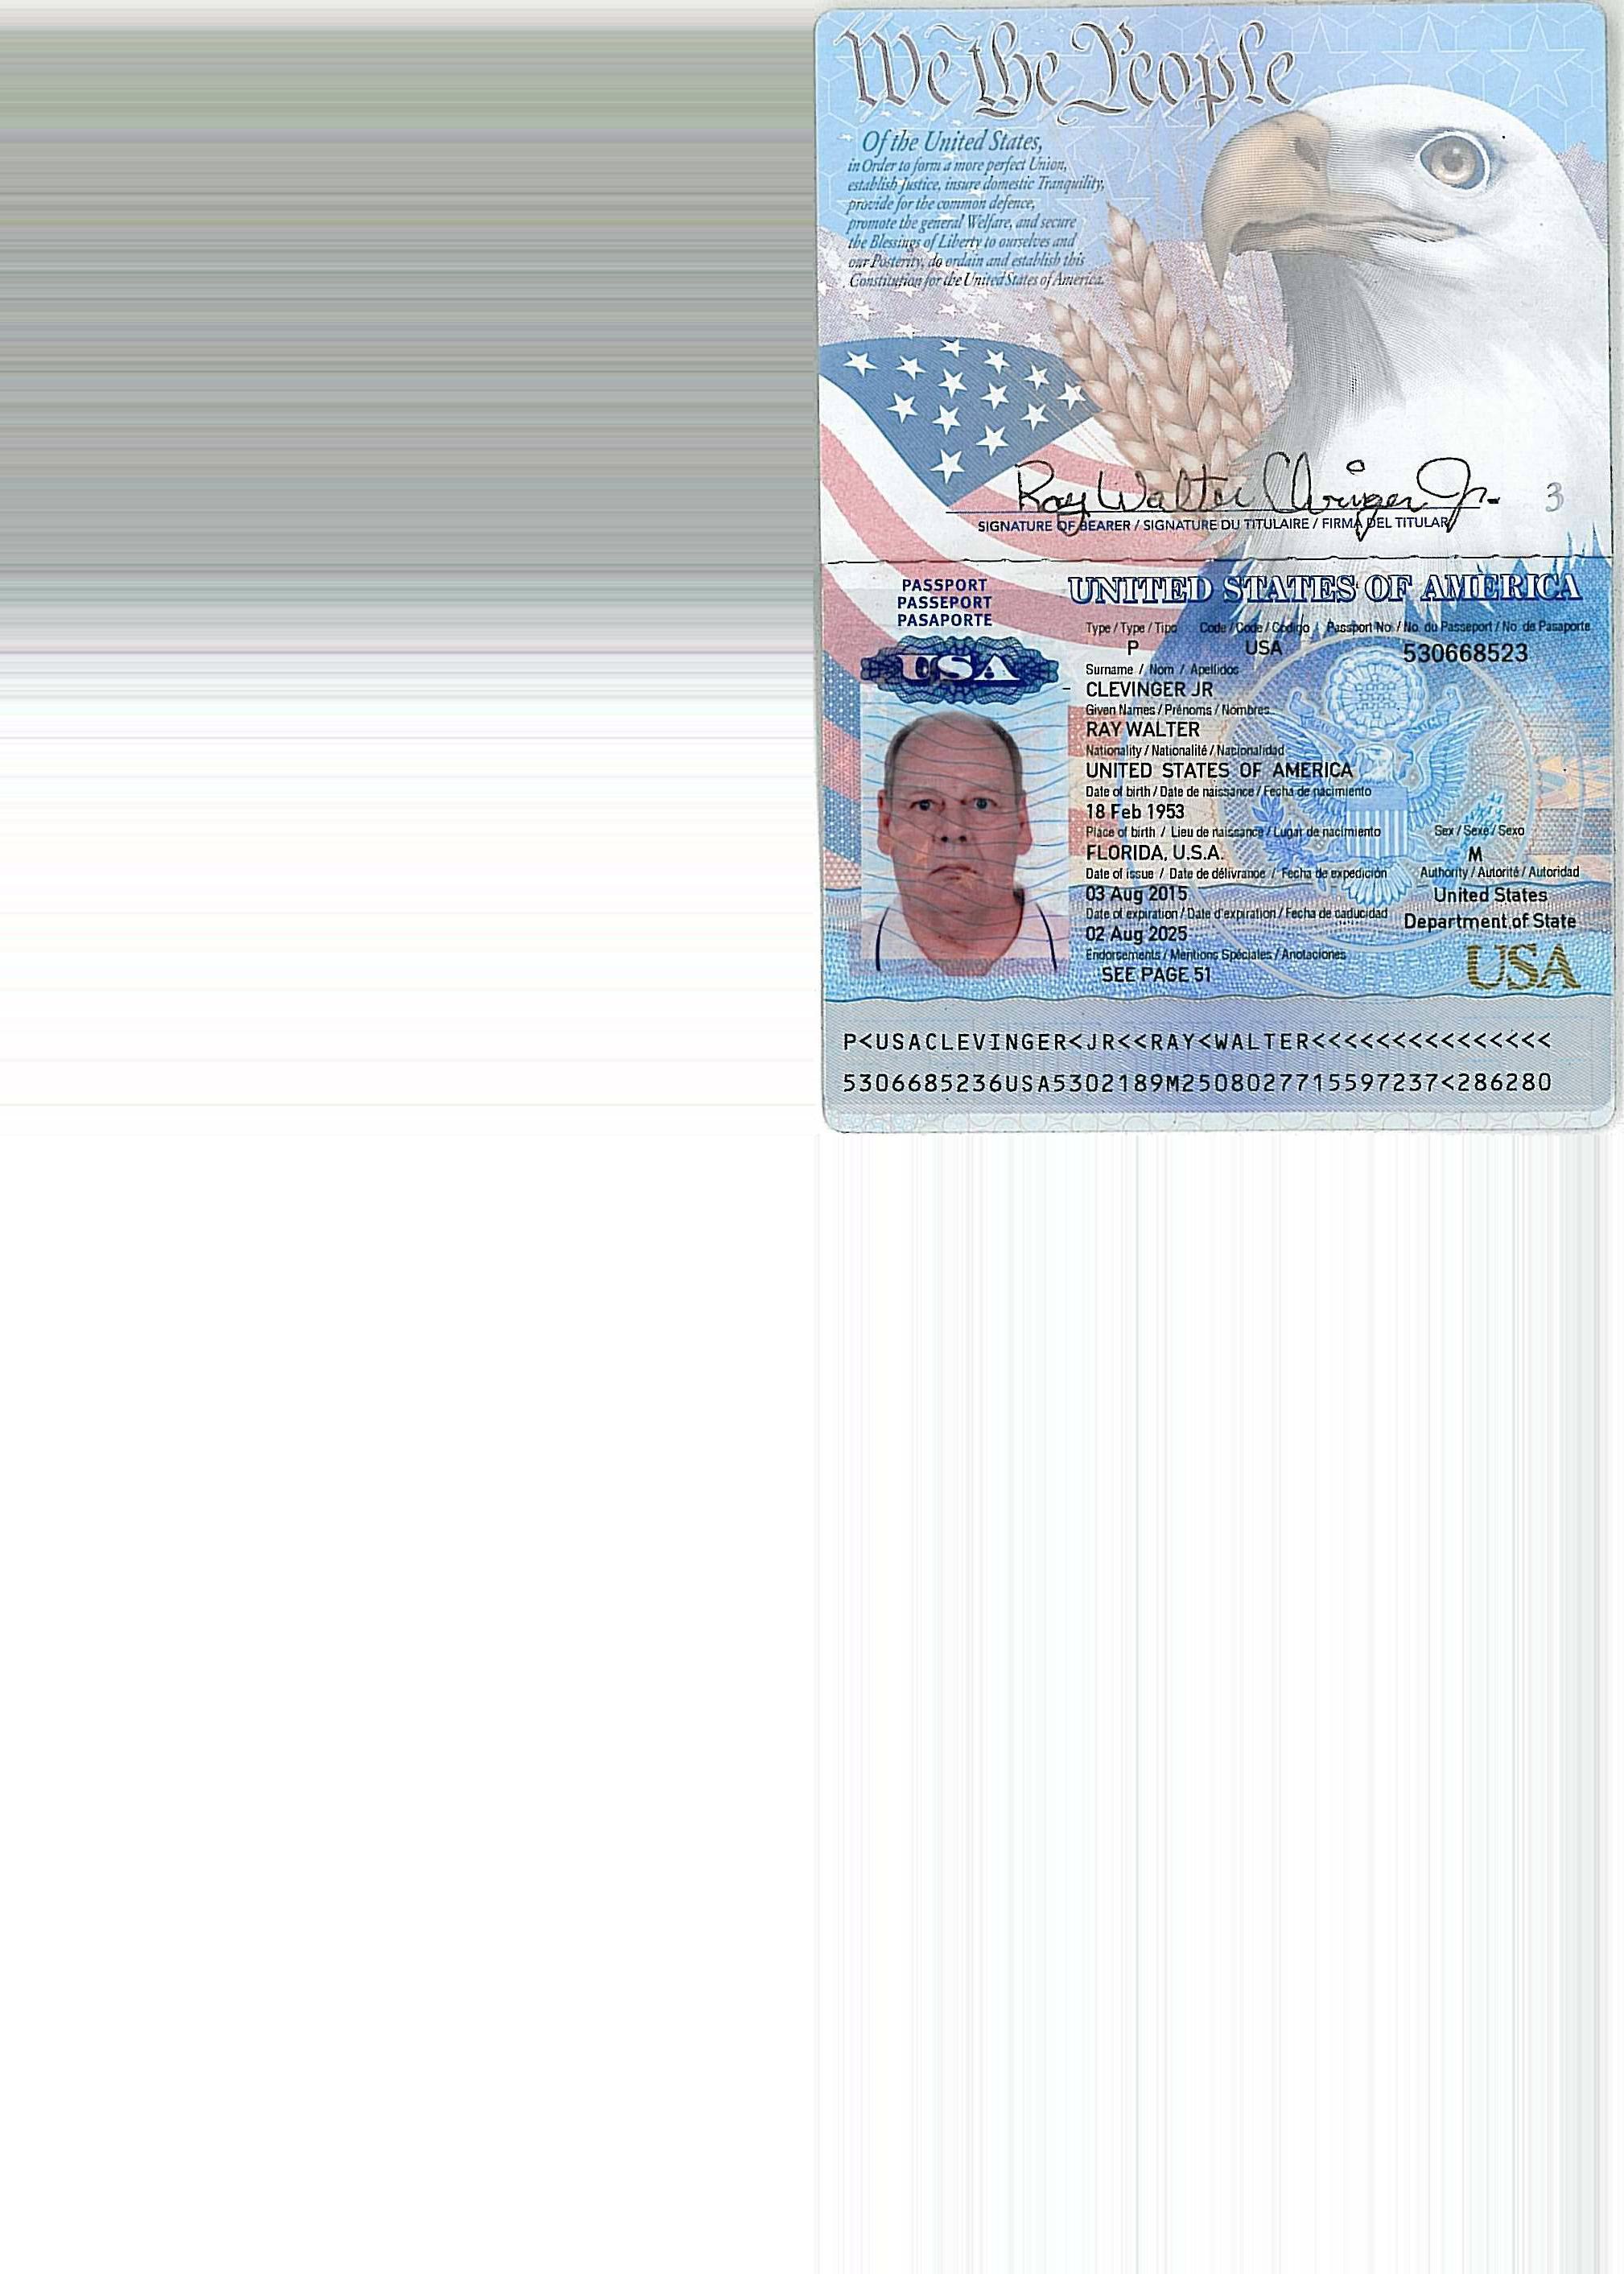 We the People
Of the United States,
in Order to form a more perfect Union,
establish Justice, insure domestic Tranquility,
provide for the common defence,
promote the general Welfare, and secure
the Blessings of Liberty to ourselves and
our Posterity, do ordain and establish this
Constitution for the United States of America.
Ray Walter Clevinger Jr.
3
SIGNATURE OF BEARER / SIGNATURE DU TITULAIRE / FIRMA DEL TITULAR
PASSPORT
PASSEPORT
PASAPORTE
USA
UNITED STATES OF AMERICA
Type / Type / Tipo Code / Code / Código Passport No. / No. du Passeport / No. de Pasaporte
P USA 530668523
Surname / Nom / Apellidos
CLEVINGER JR
Given Names / Prénoms / Nombres
RAY WALTER
Nationality / Nationalité / Nacionalidad
UNITED STATES OF AMERICA
Date of birth / Date de naissance / Fecha de nacimiento
18 Feb 1953
Place of birth / Lieu de naissance / Lugar de nacimiento Sex / Sexe / Sexo
FLORIDA, U.S.A. M
Date of issue / Date de délivrance / Fecha de expedición Authority / Autorité / Autoridad
03 Aug 2015 United States
Date of expiration / Date d'expiration / Fecha de caducidad Department of State
02 Aug 2025
Endorsements / Mentions Spéciales / Anotaciones
SEE PAGE 51
USA
P<USACLEVINGER<JR<<RAY<WALTER<<<<<<<<<<<<<<<
5306685236USA5302189M2508027715597237<286280